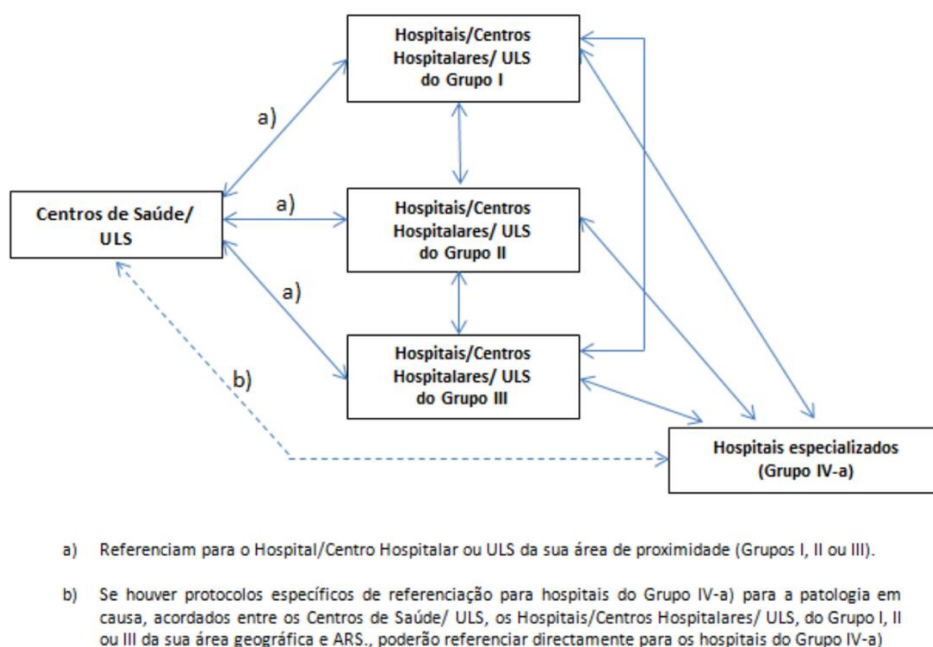 Hospitais/Centros
Hospitalares/ ULS
do Grupo I
a)
Centros de Saúde/
ULS
a)
Hospitais/Centros
Hospitalares/ ULS
do Grupo II
a)
Hospitais/Centros
Hospitalares/ ULS
do Grupo III
b)
Hospitais especializados
(Grupo IV-a)
a) Referenciam para o Hospital/Centro Hospitalar ou ULS da sua área de proximidade (Grupos I, II ou III).
b) Se houver protocolos específicos de referenciação para hospitais do Grupo IV-a) para a patologia em
causa, acordados entre os Centros de Saúde/ ULS, os Hospitais/Centros Hospitalares/ ULS, do Grupo I, II
ou III da sua área geográfica e ARS., poderão referenciar directamente para os hospitais do Grupo IV-a)